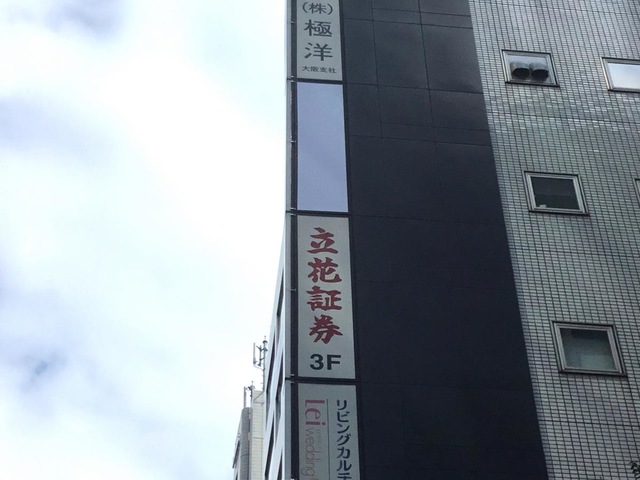 (株)
極洋
大阪支社
立花証券
3F
リビングカルチ
Lei
wedding